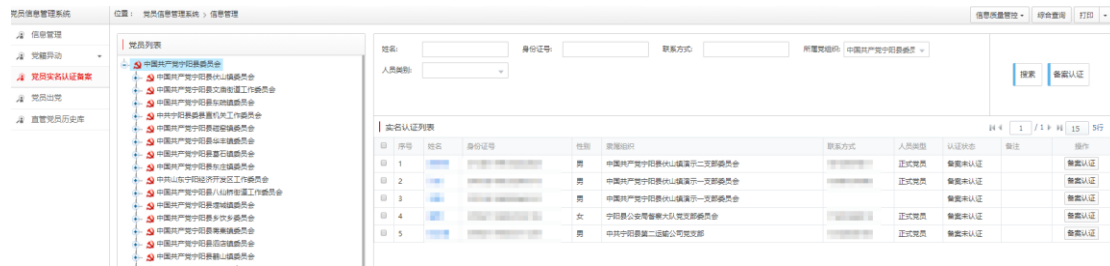 党员信息管理系统
位置： 党员信息管理系统 > 信息管理
信息质量管控 综合查询 打印
信息管理
党籍异动
党员实名认证备案
党员出党
直管党员历史库
党员列表
中国共产党宁阳县委员会
中国共产党宁阳县伏山镇委员会
中国共产党宁阳县文庙街道工作委员会
中国共产党宁阳县东疏镇委员会
中共宁阳县委县直机关工作委员会
中国共产党宁阳县磁窑镇委员会
中国共产党宁阳县华丰镇委员会
中国共产党宁阳县葛石镇委员会
中国共产党宁阳县东庄镇委员会
中共山东宁阳经济开发区工作委员会
中国共产党宁阳县八仙桥街道工作委员会
中国共产党宁阳县堽城镇委员会
中国共产党宁阳县乡饮乡委员会
中国共产党宁阳县蒋集镇委员会
中国共产党宁阳县泗店镇委员会
中国共产党宁阳县鹤山镇委员会
姓名: 身份证号: 联系方式: 所属党组织: 中国共产党宁阳县委员
人员类别:
搜索 备案认证
实名认证列表
1 / 1 15 5行
序号 姓名 身份证号 性别 隶属组织 联系方式 人员类型 认证状态 备注 操作
1 男 中国共产党宁阳县伏山镇演示二支部委员会 正式党员 备案未认证 备案认证
2 男 中国共产党宁阳县伏山镇演示一支部委员会 正式党员 备案未认证 备案认证
3 男 中国共产党宁阳县伏山镇演示一支部委员会 备案未认证 备案认证
4 女 宁阳县公安局督察大队党支部委员会 正式党员 备案未认证 备案认证
5 男 中共宁阳县第二运输公司党支部 正式党员 备案未认证 备案认证